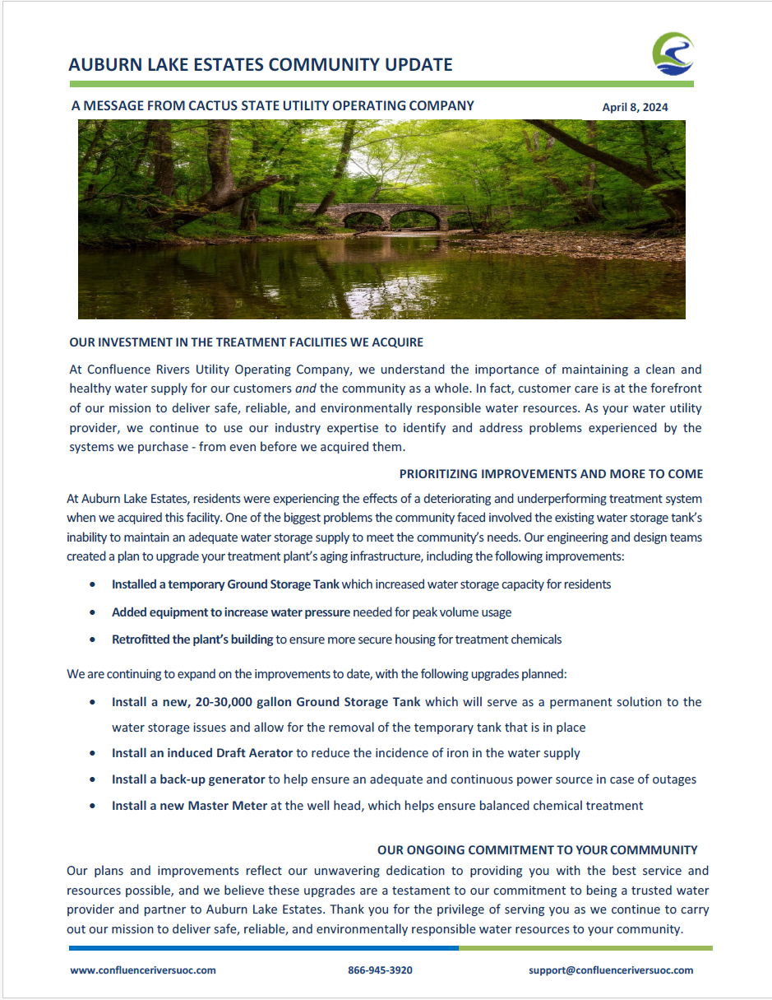 AUBURN LAKE ESTATES COMMUNITY UPDATE
A MESSAGE FROM CACTUS STATE UTILITY OPERATING COMPANY
April 8, 2024
OUR INVESTMENT IN THE TREATMENT FACILITIES WE ACQUIRE
At Confluence Rivers Utility Operating Company, we understand the importance of maintaining a clean and
healthy water supply for our customers and the community as a whole. In fact, customer care is at the forefront
of our mission to deliver safe, reliable, and environmentally responsible water resources. As your water utility
provider, we continue to use our industry expertise to identify and address problems experienced by the
systems we purchase - from even before we acquired them.
PRIORITIZING IMPROVEMENTS AND MORE TO COME
At Auburn Lake Estates, residents were experiencing the effects of a deteriorating and underperforming treatment system
when we acquired this facility. One of the biggest problems the community faced involved the existing water storage tank's
inability to maintain an adequate water storage supply to meet the community's needs. Our engineering and design teams
created a plan to upgrade your treatment plant's aging infrastructure, including the following improvements:
• Installed a temporary Ground Storage Tank which increased water storage capacity for residents
• Added equipment to increase water pressure needed for peak volume usage
• Retrofitted the plant's building to ensure more secure housing for treatment chemicals
We are continuing to expand on the improvements to date, with the following upgrades planned:
• Install a new, 20-30,000 gallon Ground Storage Tank which will serve as a permanent solution to the
water storage issues and allow for the removal of the temporary tank that is in place
• Install an induced Draft Aerator to reduce the incidence of iron in the water supply
• Install a back-up generator to help ensure an adequate and continuous power source in case of outages
• Install a new Master Meter at the well head, which helps ensure balanced chemical treatment
OUR ONGOING COMMITMENT TO YOUR COMMMUNITY
Our plans and improvements reflect our unwavering dedication to providing you with the best service and
resources possible, and we believe these upgrades are a testament to our commitment to being a trusted water
provider and partner to Auburn Lake Estates. Thank you for the privilege of serving you as we continue to carry
out our mission to deliver safe, reliable, and environmentally responsible water resources to your community.
www.confluenceriversuoc.com
866-945-3920
support@confluenceriversuoc.com